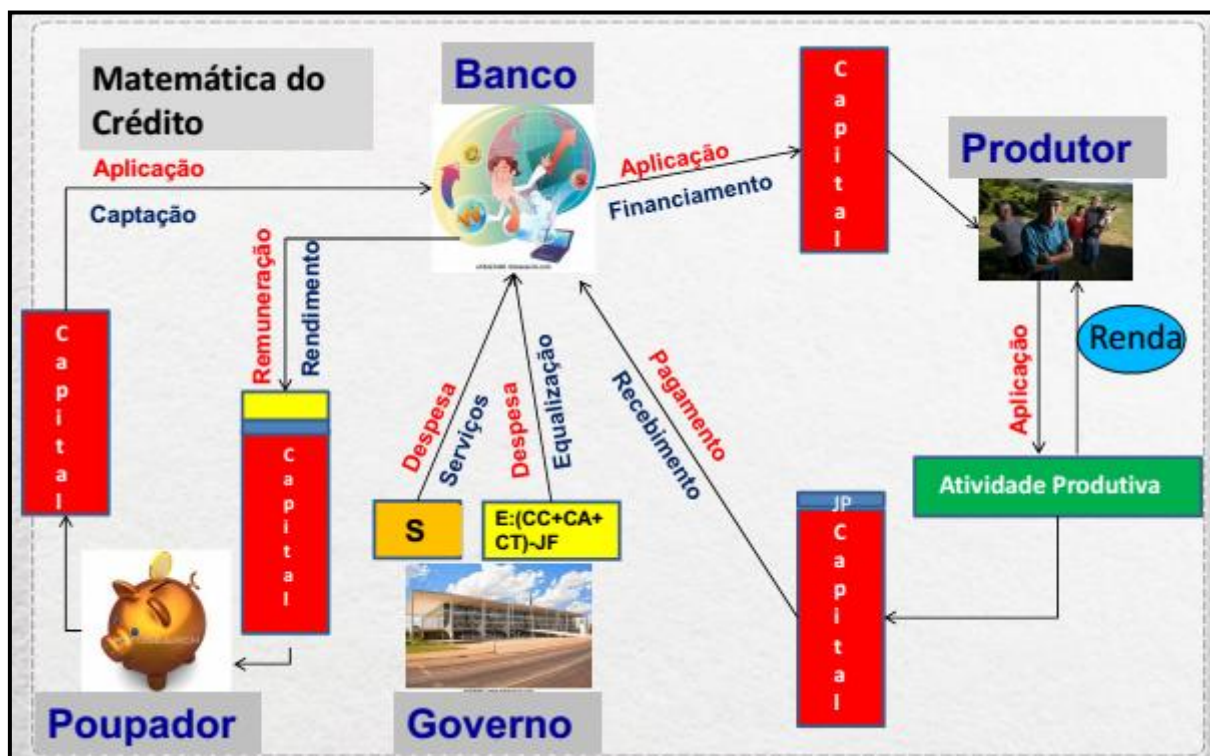 Matemática do
Crédito
Banco
Produtor
Aplicação
Captação
Aplicação
Financiamento
Capital
Remuneração
Rendimento
Capital
Capital
Despesa
Serviços
Despesa
Equalização
Pagamento
Recebimento
Aplicação
Renda
Atividade Produtiva
S
E:(CC+CA+
CT)-JF
JP
Capital
Poupador
Governo